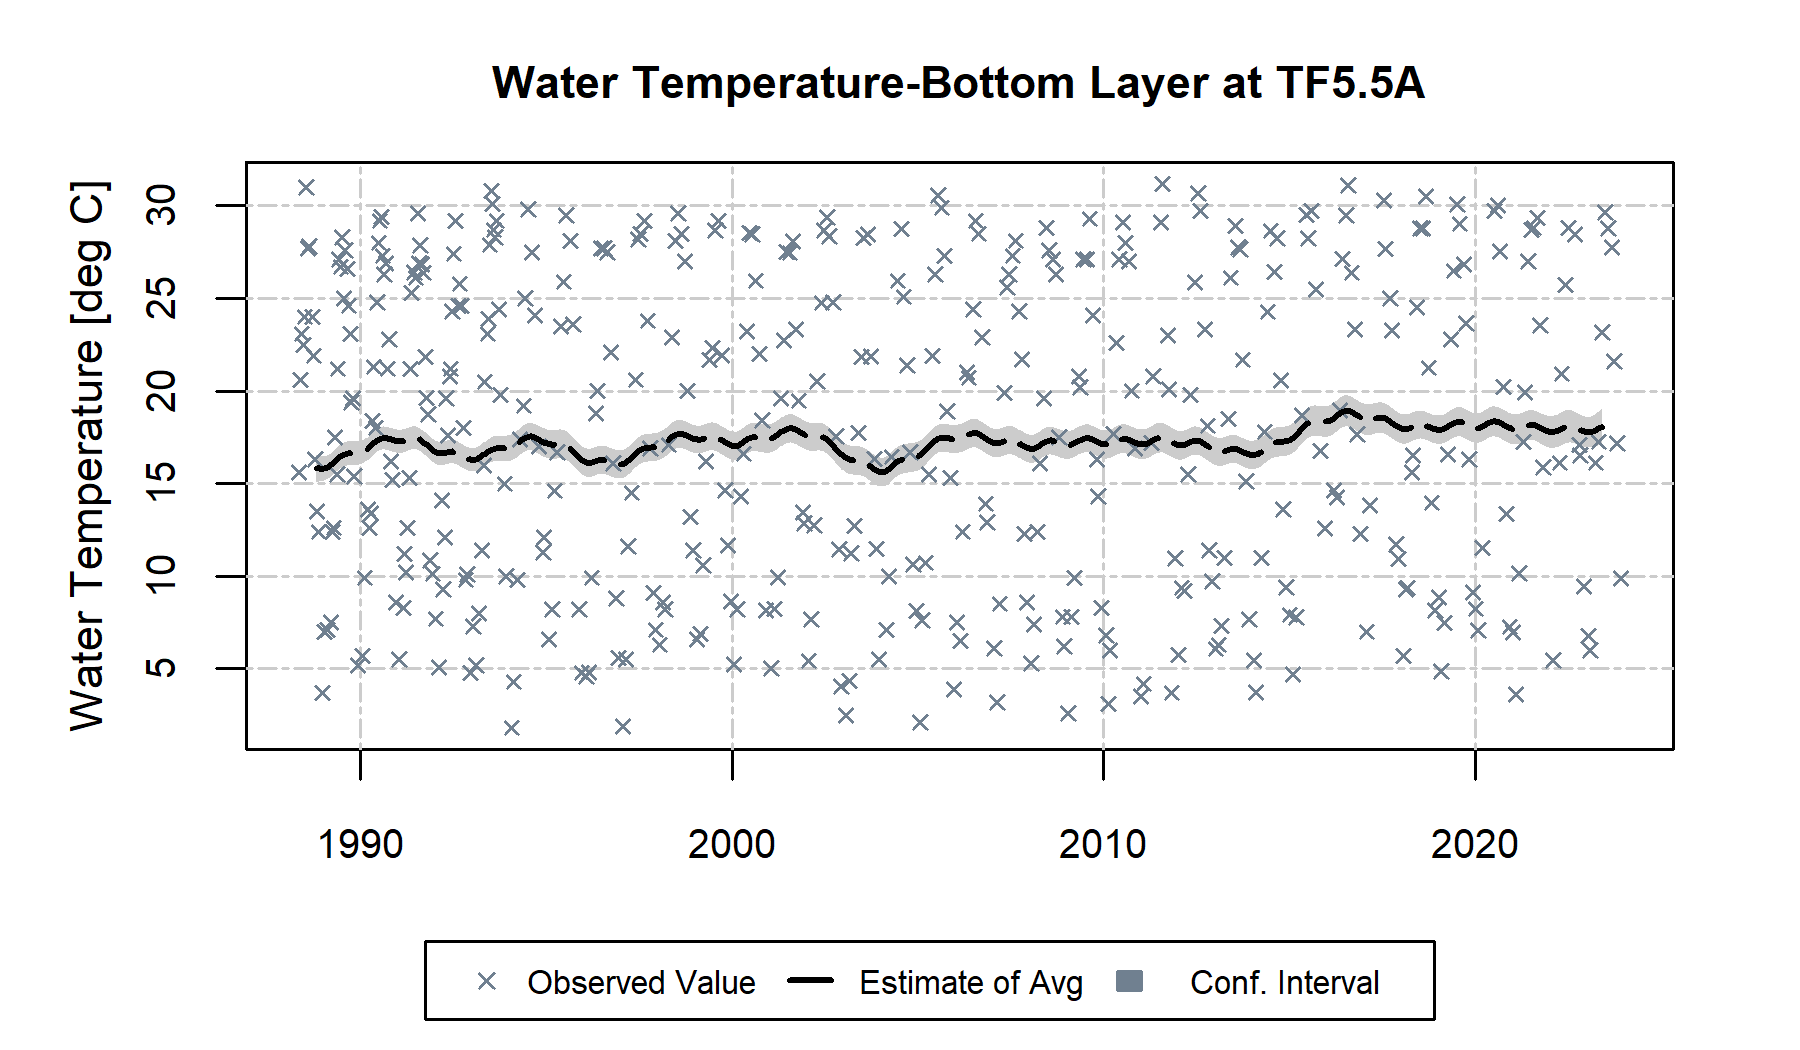 Water Temperature-Bottom Layer at TF5.5A
Water Temperature [deg C]
30
25
20
15
10
5
1990 2000 2010 2020
Observed Value Estimate of Avg Conf. Interval